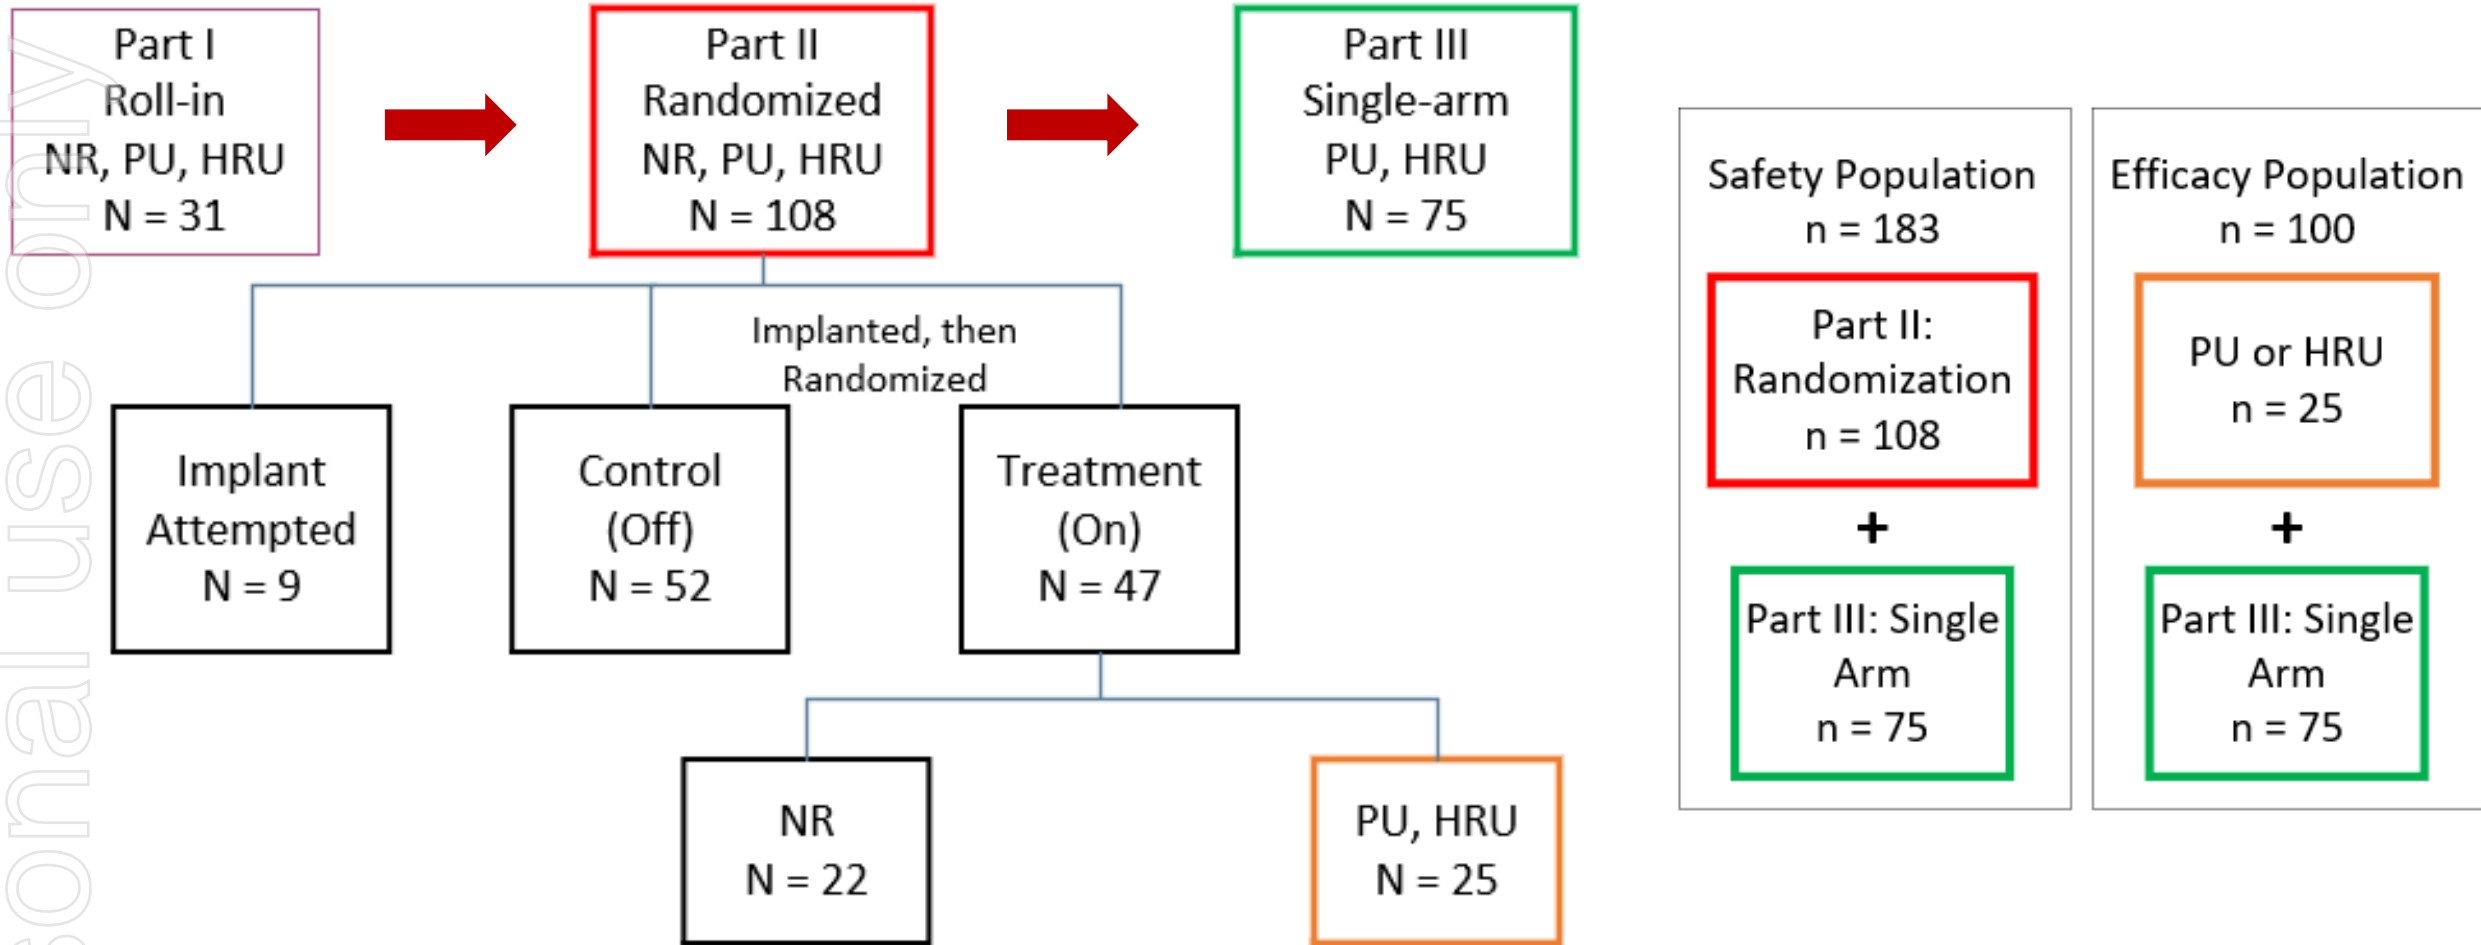 Part I
Roll-in
NR, PU, HRU
N = 31
Part II
Randomized
NR, PU, HRU
N = 108
Part III
Single-arm
PU, HRU
N = 75
Implanted, then
Randomized
Implant
Attempted
N = 9
Control
(Off)
N = 52
Treatment
(On)
N = 47
NR
N = 22
PU, HRU
N = 25
Safety Population
n = 183
Part II:
Randomization
n = 108
+
Part III: Single
Arm
n = 75
Efficacy Population
n = 100
PU or HRU
n = 25
+
Part III: Single
Arm
n = 75
sonal use only